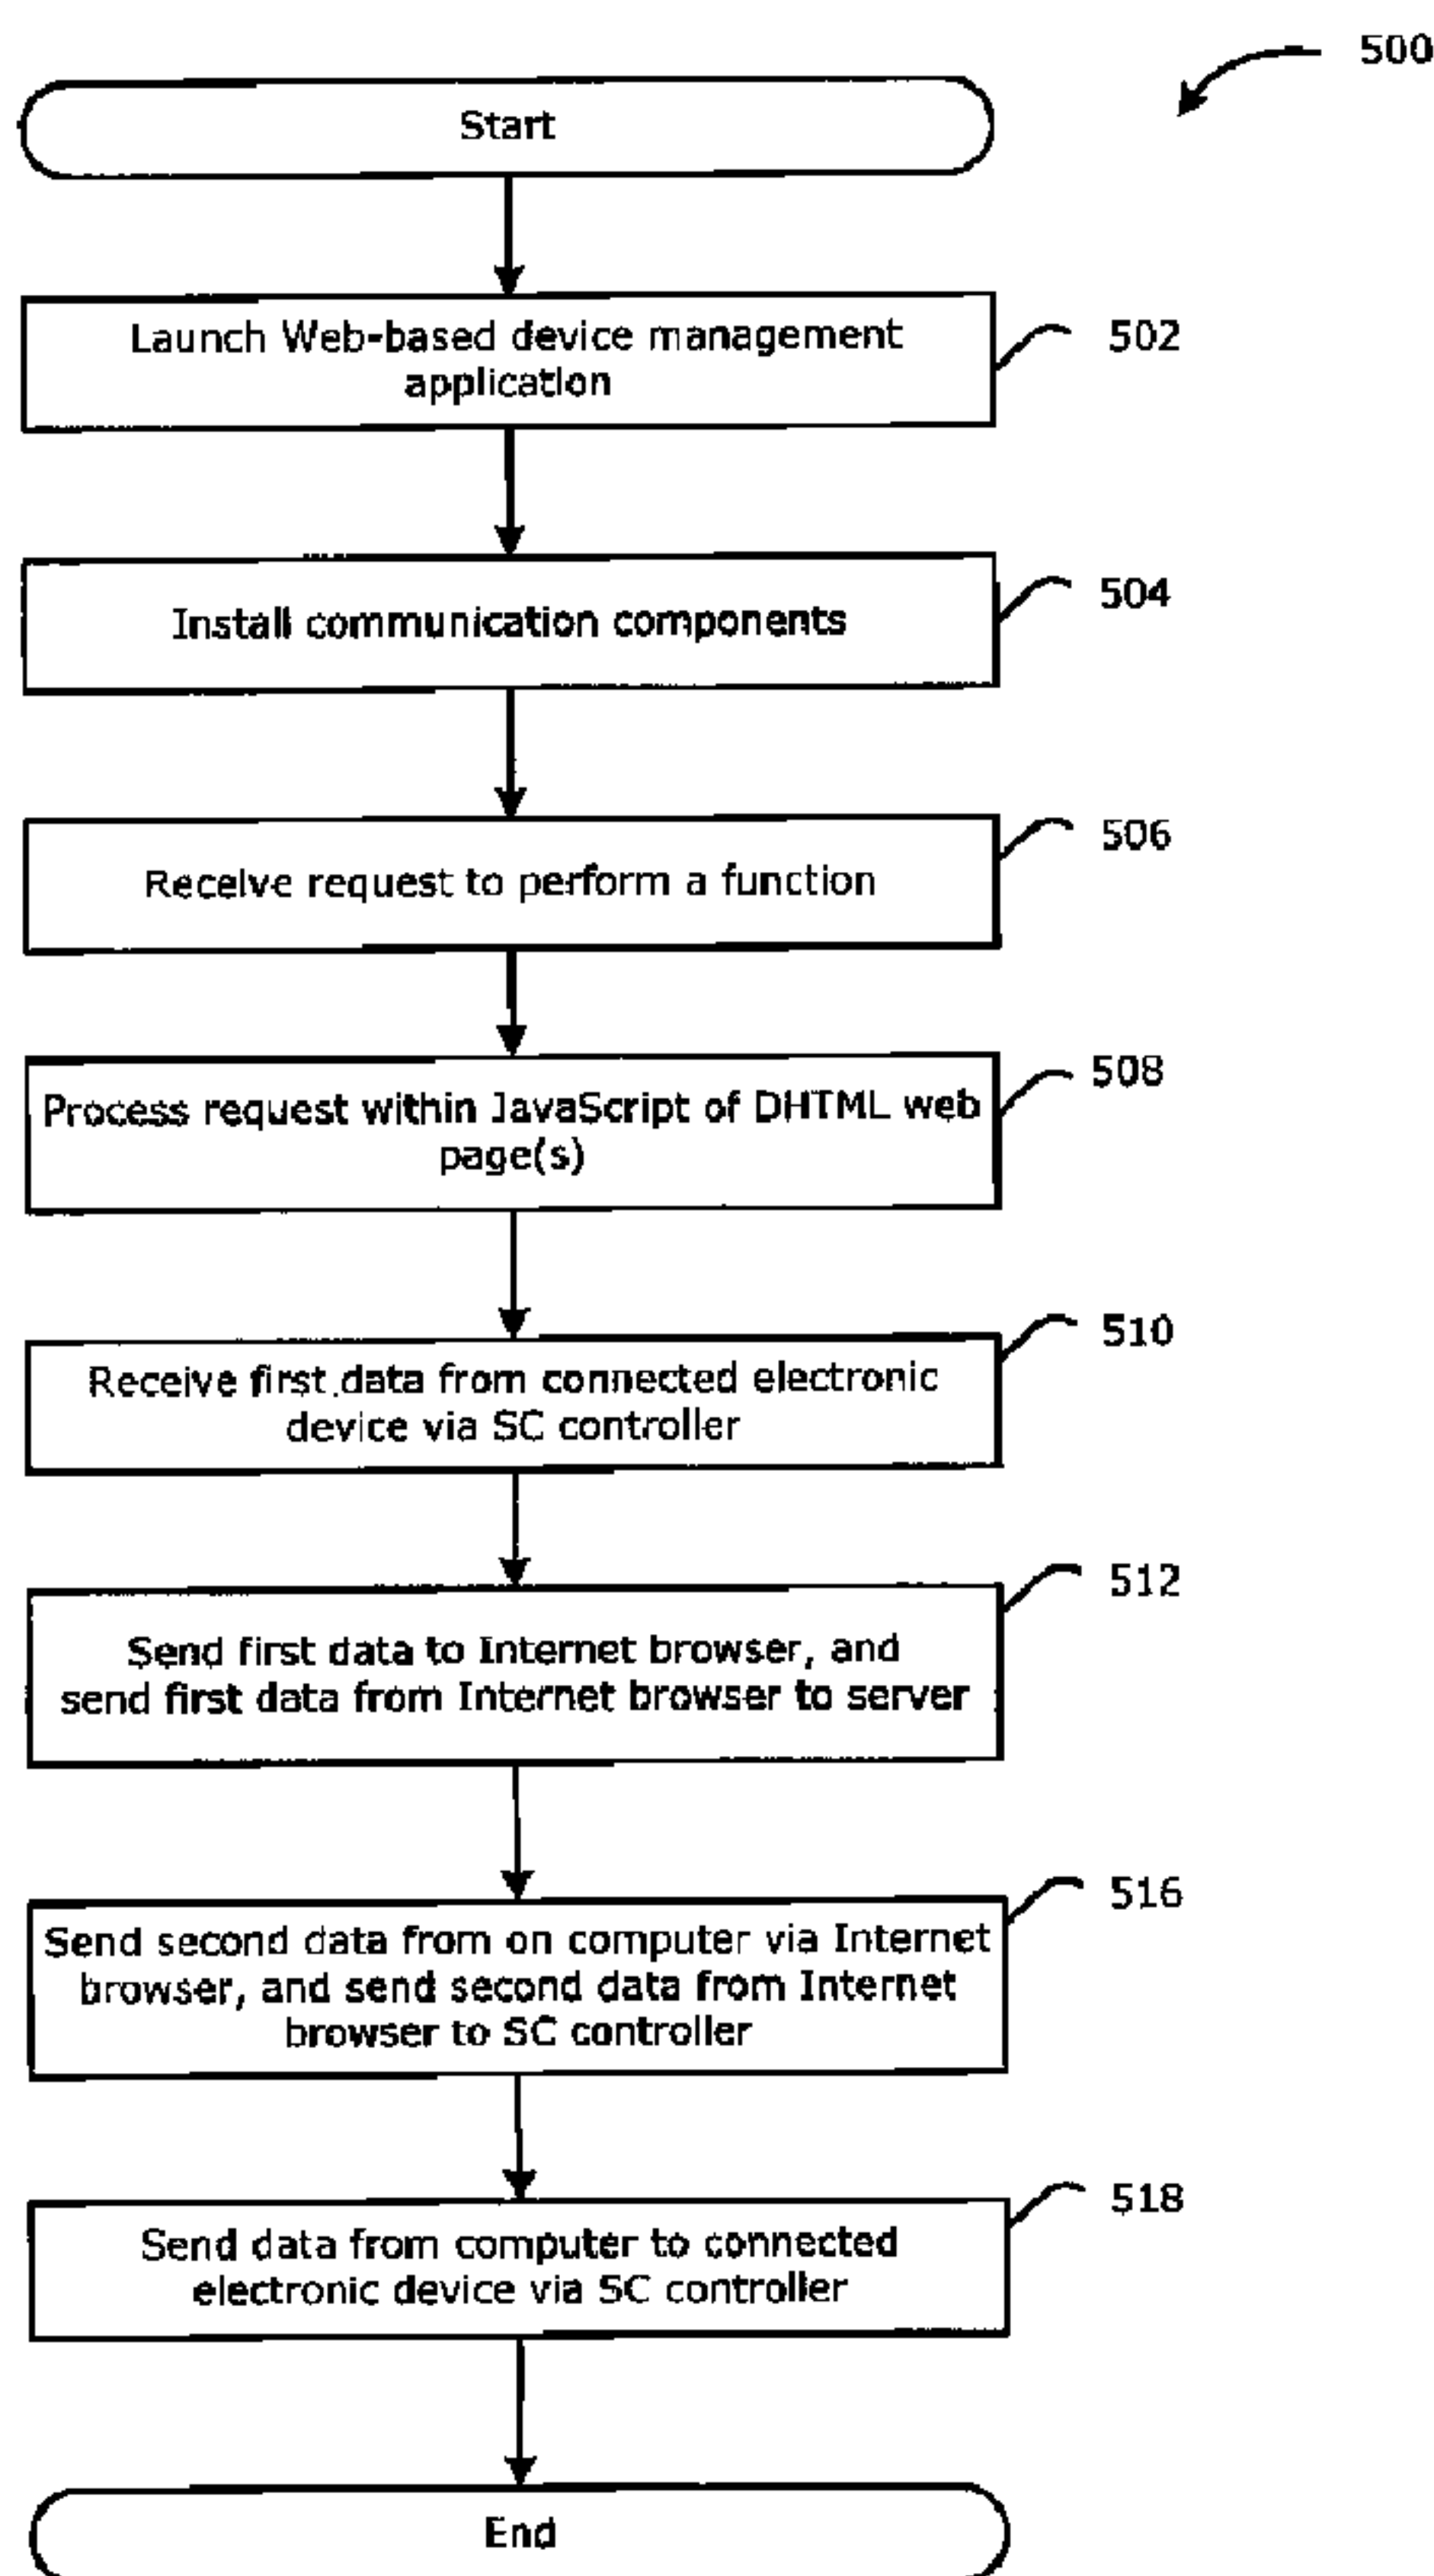 500
Start
Launch Web-based device management
application
502
Install communication components
504
Receive request to perform a function
506
Process request within JavaScript of DHTML web
page(s)
508
Receive first data from connected electronic
device via SC controller
510
Send first data to Internet browser, and
send first data from Internet browser to server
512
Send second data from on computer via Internet
browser, and send second data from Internet
browser to SC controller
516
Send data from computer to connected
electronic device via SC controller
518
End